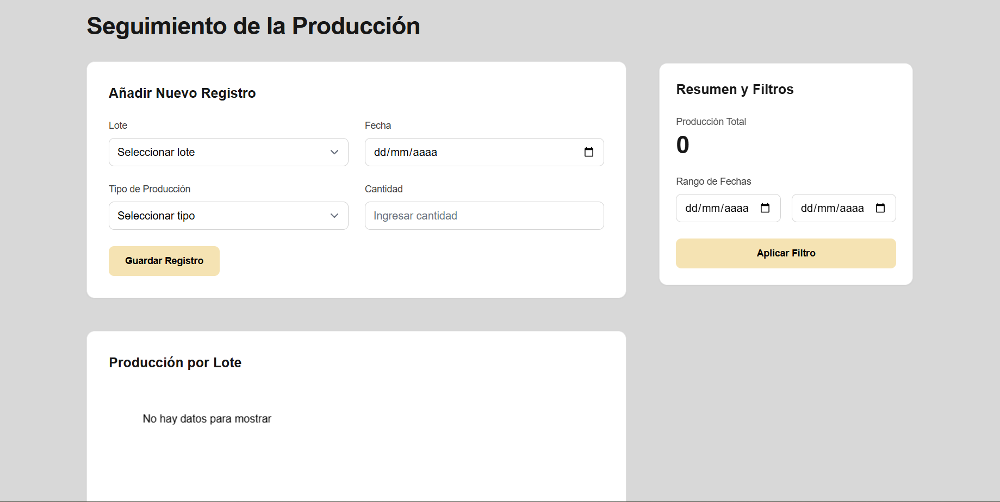 Seguimiento de la Producción
Añadir Nuevo Registro
Lote
Fecha
Seleccionar lote
dd/mm/aaaa
Tipo de Producción
Cantidad
Seleccionar tipo
Ingresar cantidad
Guardar Registro
Resumen y Filtros
Producción Total
0
Rango de Fechas
dd/mm/aaaa
dd/mm/aaaa
Aplicar Filtro
Producción por Lote
No hay datos para mostrar